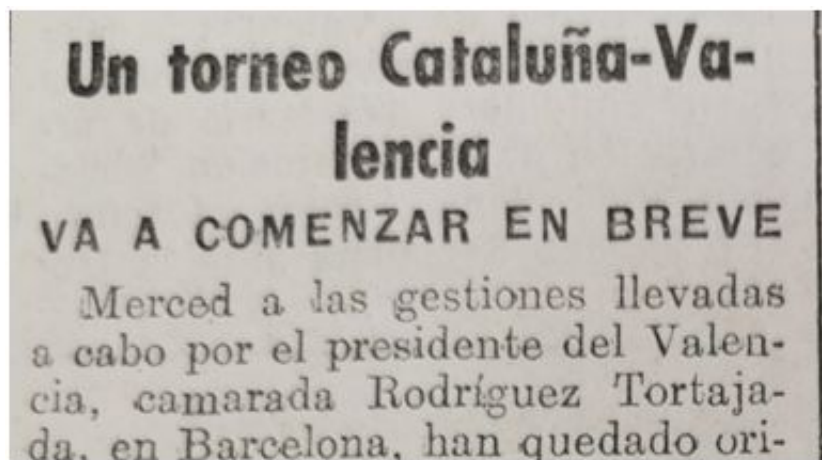 Un torneo Cataluña-Va-
lencia
VA A COMENZAR EN BREVE
Merced a las gestiones llevadas
a cabo por el presidente del Valen-
cia, camarada Rodríguez Tortaja-
da, en Barcelona, han quedado ori-